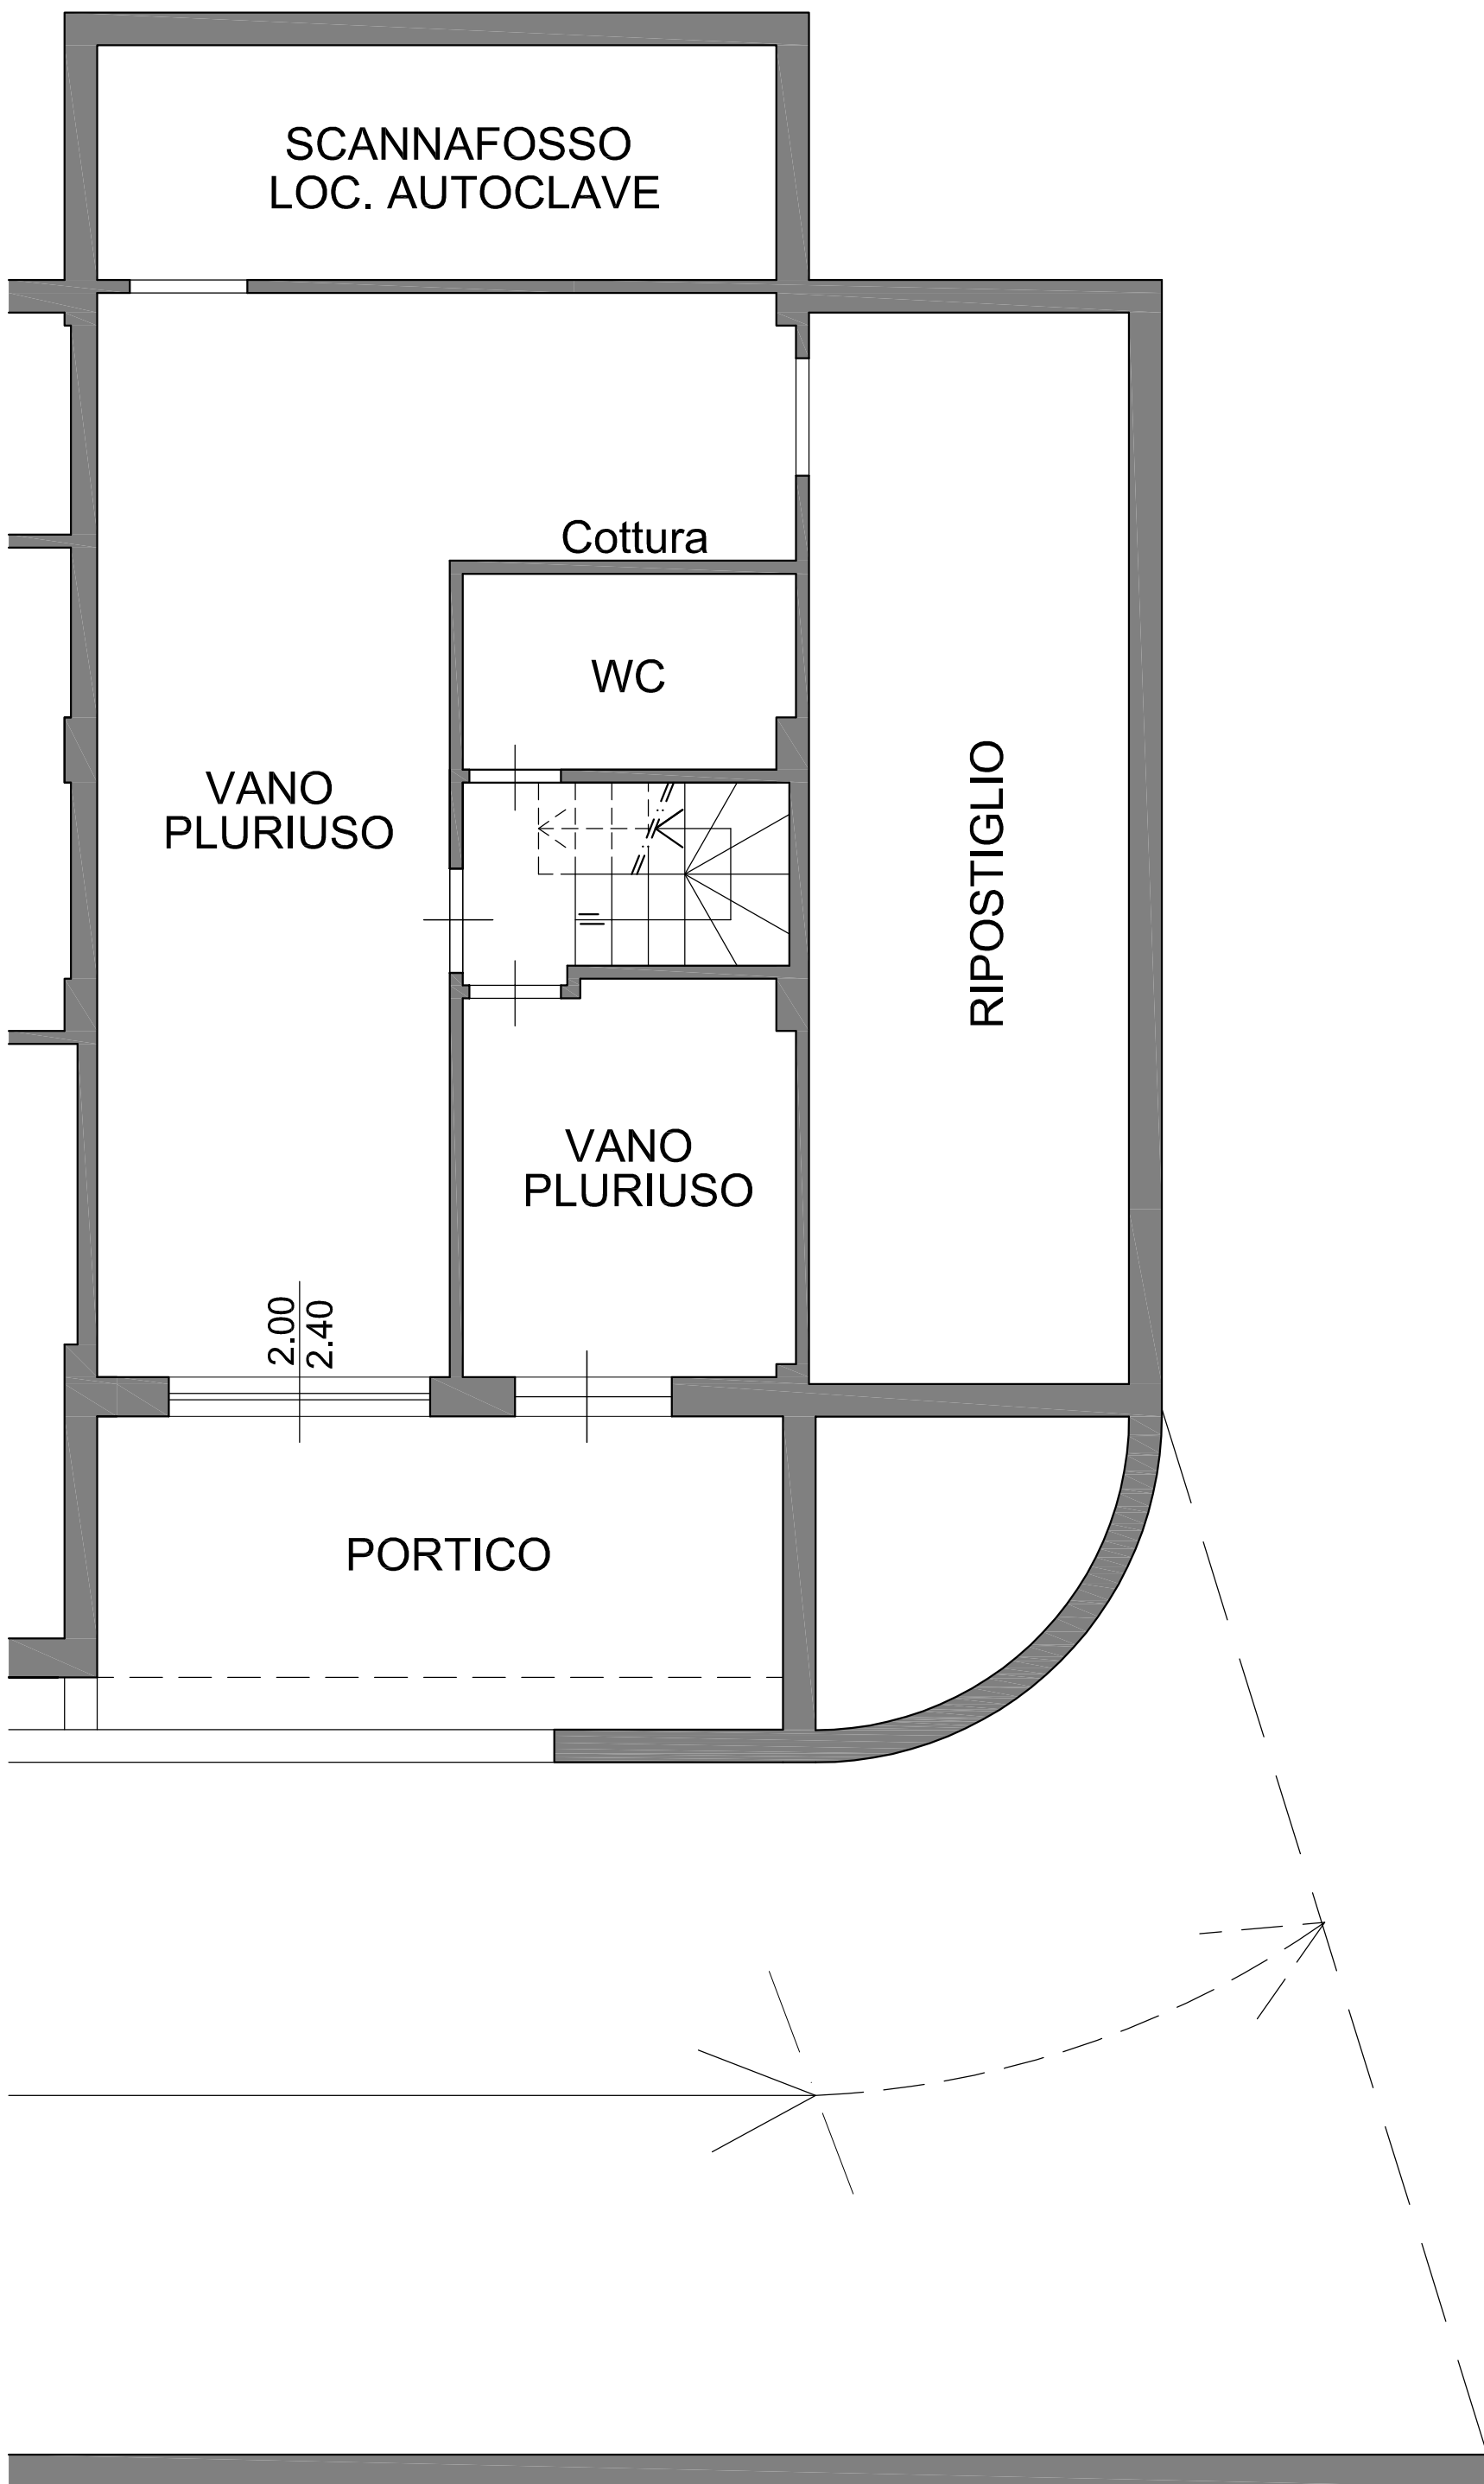 SCANNAFOSSO
LOC. AUTOCLAVE
Cottura
WC
VANO
PLURIUSO
RIPOSTIGLIO
VANO
PLURIUSO
2.00
2.40
PORTICO